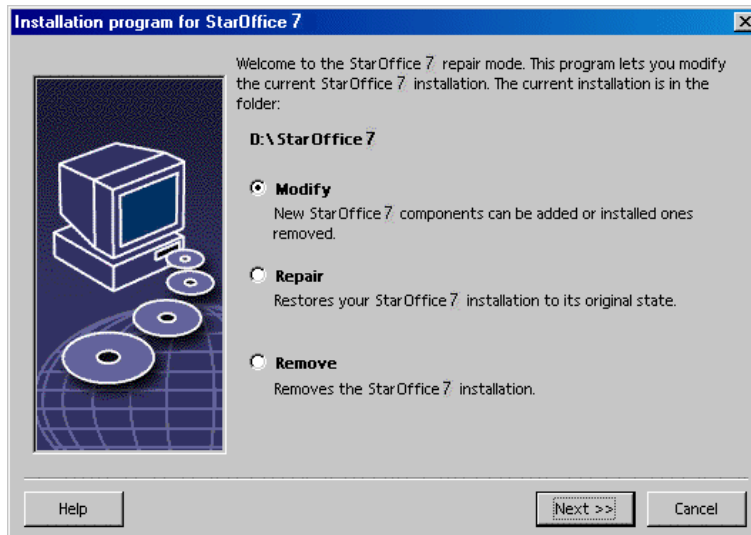 Installation program for StarOffice 7
Welcome to the StarOffice 7 repair mode. This program lets you modify
the current StarOffice 7 installation. The current installation is in the
folder:
D:\StarOffice 7
Modify
New StarOffice 7 components can be added or installed ones
removed.
Repair
Restores your StarOffice 7 installation to its original state.
Remove
Removes the StarOffice 7 installation.
Help
Next >>
Cancel